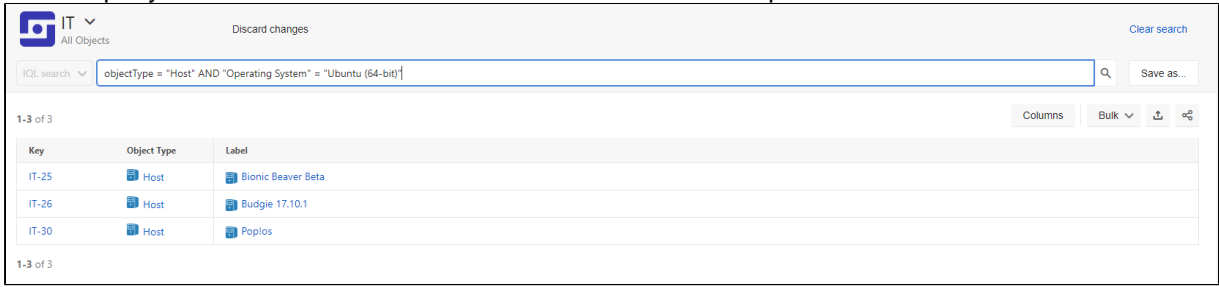 IT
All Objects
Discard changes
Clear search
IQL search
objectType = "Host" AND "Operating System" = "Ubuntu (64-bit)"
Save as...
1-3 of 3
Columns
Bulk
Key Object Type Label
IT-25 Host Bionic Beaver Beta
IT-26 Host Budgie 17.10.1
IT-30 Host Pop!os
1-3 of 3